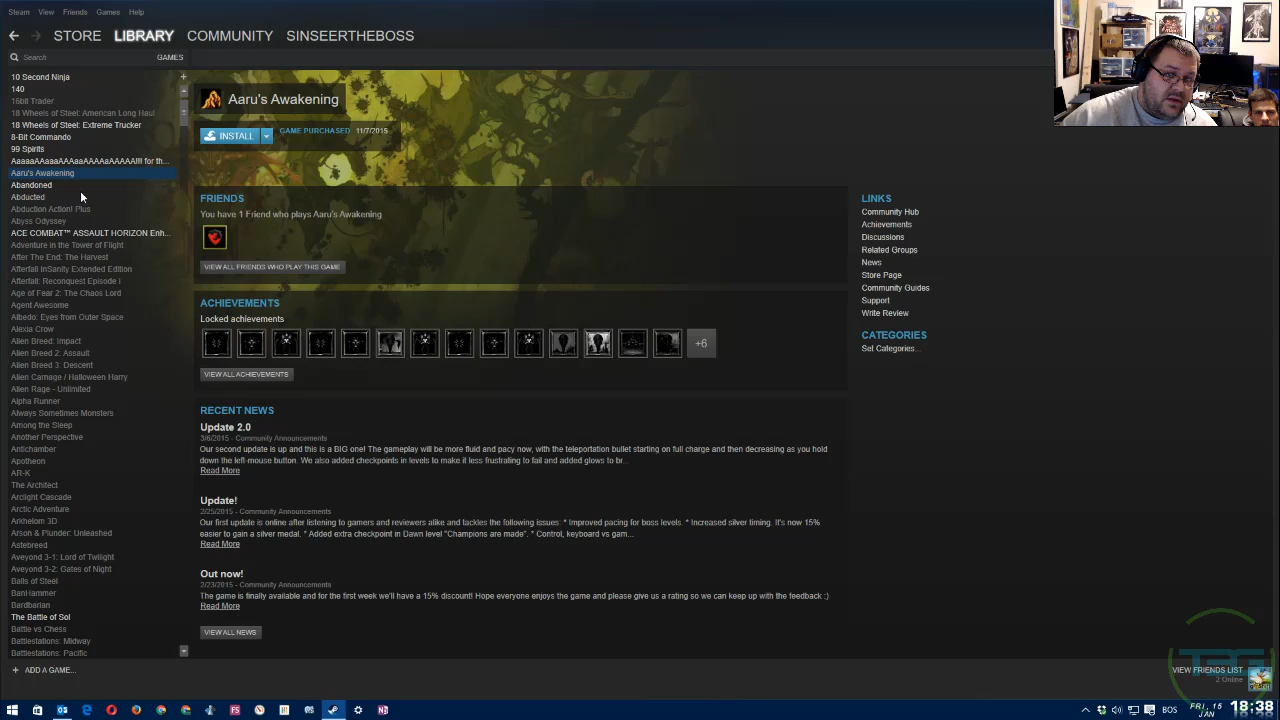 Steam View Friends Games Help
STORE LIBRARY COMMUNITY SINSEERTHEBOSS
Search GAMES
10 Second Ninja
140
16bit Trader
18 Wheels of Steel: American Long Haul
18 Wheels of Steel: Extreme Trucker
8-Bit Commando
99 Spirits
AaaaaAAaaaAAAaaAAAAaAAAAA!!! for th...
Aaru's Awakening
Abandoned
Abducted
Abduction Action! Plus
Abyss Odyssey
ACE COMBAT™ ASSAULT HORIZON Enh...
Adventure in the Tower of Flight
After The End: The Harvest
Afterfall InSanity Extended Edition
Afterfall: Reconquest Episode I
Age of Fear 2: The Chaos Lord
Agent Awesome
Albedo: Eyes from Outer Space
Alexia Crow
Alien Breed: Impact
Alien Breed 2: Assault
Alien Breed 3: Descent
Alien Carnage / Halloween Harry
Alien Rage - Unlimited
Alpha Runner
Always Sometimes Monsters
Among the Sleep
Another Perspective
Antichamber
Apotheon
AR-K
The Architect
Arclight Cascade
Arctic Adventure
Arkhelom 3D
Arson & Plunder: Unleashed
Astebreed
Aveyond 3-1: Lord of Twilight
Aveyond 3-2: Gates of Night
Balls of Steel
BanHammer
Bardbarian
The Battle of Sol
Battle vs Chess
Battlestations: Midway
Battlestations: Pacific
ADD A GAME...
Aaru's Awakening
INSTALL GAME PURCHASED 11/7/2015
FRIENDS
You have 1 Friend who plays Aaru's Awakening
VIEW ALL FRIENDS WHO PLAY THIS GAME
ACHIEVEMENTS
Locked achievements
+6
VIEW ALL ACHIEVEMENTS
RECENT NEWS
Update 2.0
3/6/2015 - Community Announcements
Our second update is up and this is a BIG one! The gameplay will be more fluid and pacy now, with the teleportation bullet starting on full charge and then decreasing as you hold
down the left-mouse button. We also added checkpoints in levels to make it less frustrating to fail and added glows to br...
Read More
Update!
2/25/2015 - Community Announcements
Our first update is online after listening to gamers and reviewers alike and tackles the following issues: * Improved pacing for boss levels. * Increased silver timing. It's now 15%
easier to gain a silver medal. * Added extra checkpoint in Dawn level "Champions are made". * Control, keyboard vs gam...
Read More
Out now!
2/23/2015 - Community Announcements
The game is finally available and for the first week we'll have a 15% discount! Hope everyone enjoys the game and please give us a rating so we can keep up with the feedback :)
Read More
VIEW ALL NEWS
LINKS
Community Hub
Achievements
Discussions
Related Groups
News
Store Page
Community Guides
Support
Write Review
CATEGORIES
Set Categories...
VIEW FRIENDS LIST
2 Online
BOS FRI, 15 JAN 18:38